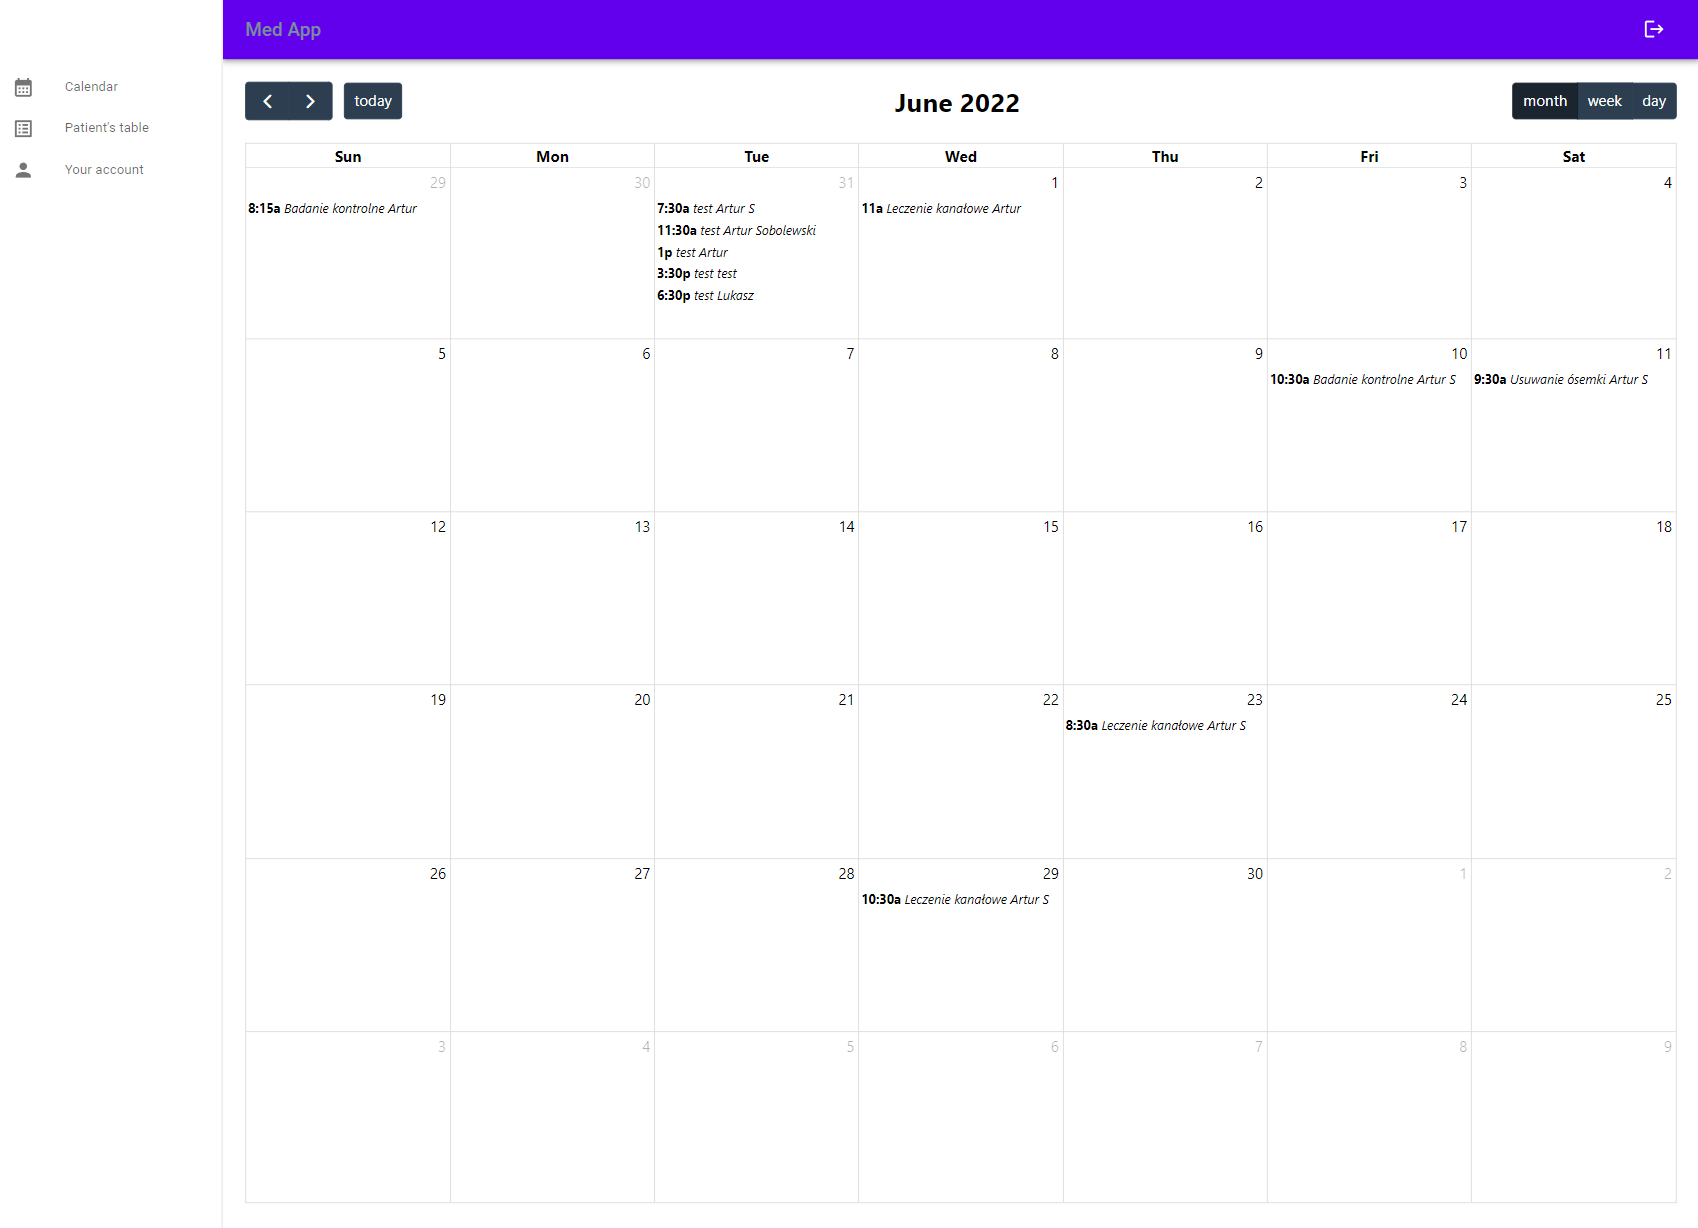 Med App
Calendar
Patient's table
Your account
today
June 2022
month week day
Sun Mon Tue Wed Thu Fri Sat
29 30 31 1 2 3 4
8:15a Badanie kontrolne Artur
7:30a test Artur S
11:30a test Artur Sobolewski
1p test Artur
3:30p test test
6:30p test Lukasz
11a Leczenie kanałowe Artur
5 6 7 8 9 10 11
10:30a Badanie kontrolne Artur S
9:30a Usuwanie ósemki Artur S
12 13 14 15 16 17 18
19 20 21 22 23 24 25
8:30a Leczenie kanałowe Artur S
26 27 28 29 30 1 2
10:30a Leczenie kanałowe Artur S
3 4 5 6 7 8 9